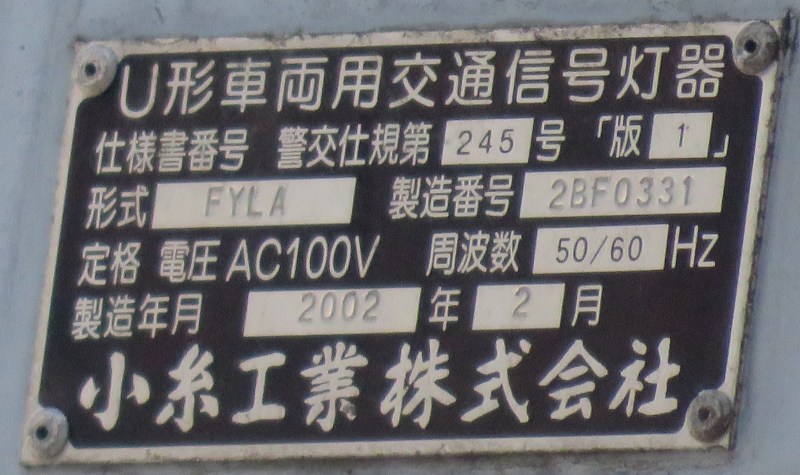 U形車両用交通信号灯器
仕様書番号 警交仕規第 245 号 「版 1 」
形式 FYLA 製造番号 2BF0331
定格 電圧 AC100V 周波数 50/60 Hz
製造年月 2002 年 2 月
小糸工業株式会社